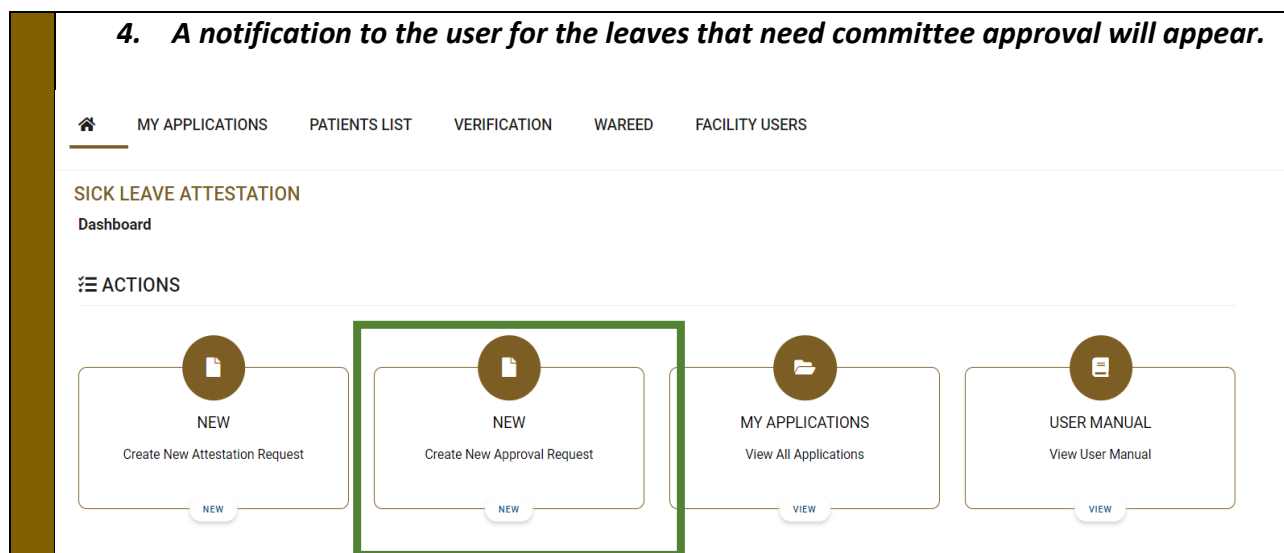 4. A notification to the user for the leaves that need committee approval will appear.
MY APPLICATIONS PATIENTS LIST VERIFICATION WAREED FACILITY USERS
SICK LEAVE ATTESTATION
Dashboard
ACTIONS
NEW NEW MY APPLICATIONS USER MANUAL
Create New Attestation Request Create New Approval Request View All Applications View User Manual
NEW NEW VIEW VIEW